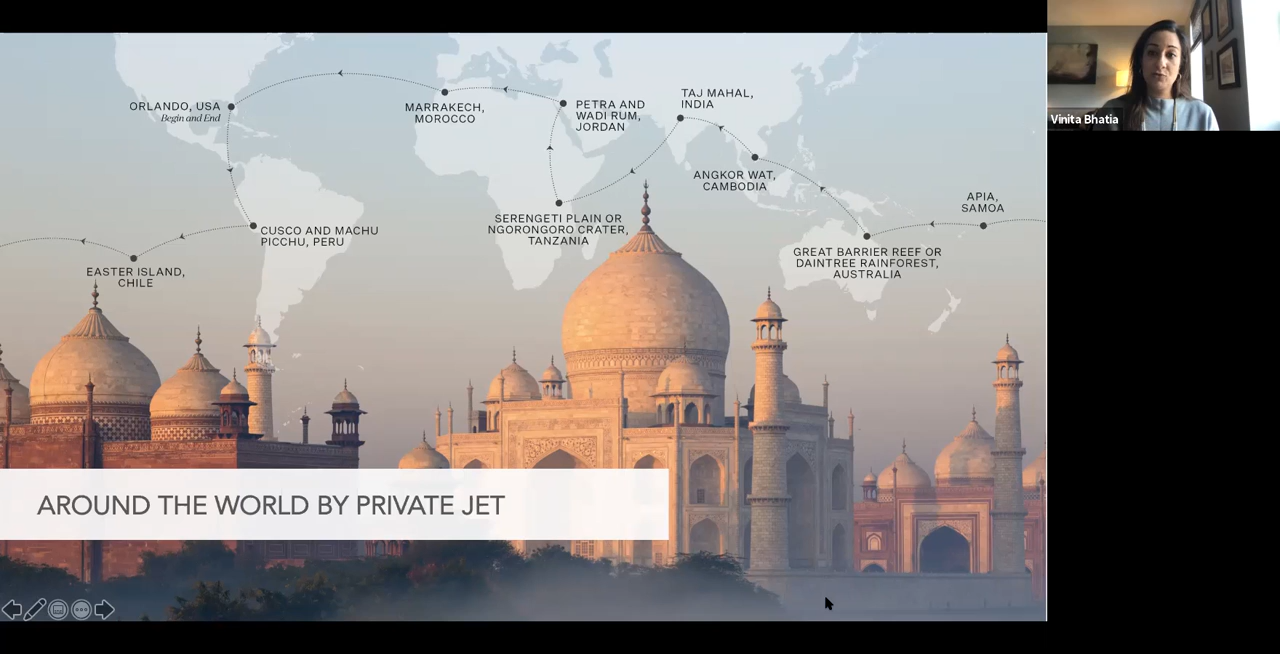 ORLANDO, USA
Begin and End
MARRAKECH,
MOROCCO
PETRA AND
WADI RUM,
JORDAN
TAJ MAHAL,
INDIA
ANGKOR WAT,
CAMBODIA
APIA,
SAMOA
SERENGETI PLAIN OR
NGORONGORO CRATER,
TANZANIA
CUSCO AND MACHU
PICCHU, PERU
GREAT BARRIER REEF OR
DAINTREE RAINFOREST,
AUSTRALIA
EASTER ISLAND,
CHILE
AROUND THE WORLD BY PRIVATE JET
Vinita Bhatia